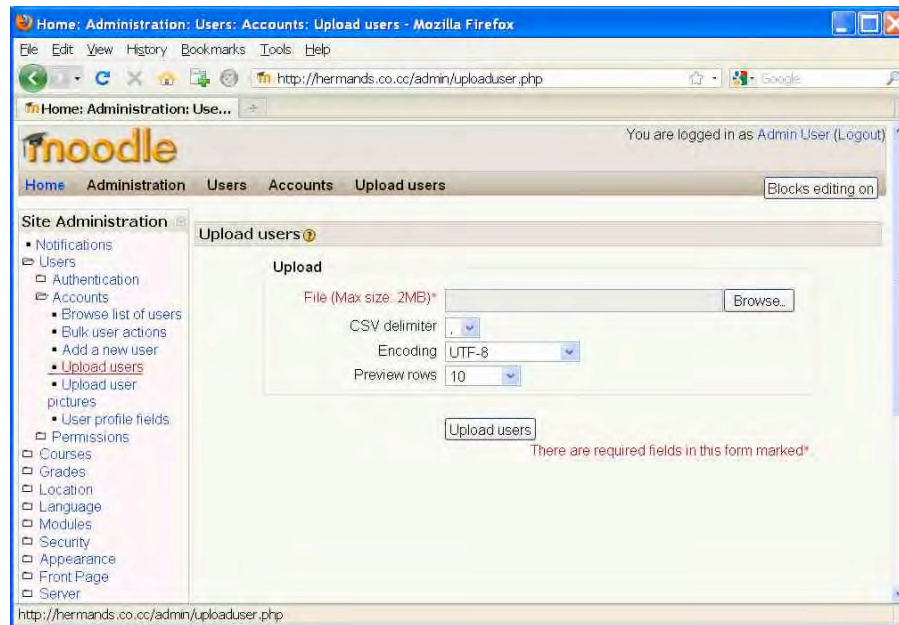 Home: Administration: Users: Accounts: Upload users - Mozilla Firefox
File Edit View History Bookmarks Tools Help
http://hermands.co.cc/admin/uploaduser.php
Google
Home: Administration: Use...
moodle
You are logged in as Admin User (Logout)
Home Administration Users Accounts Upload users
Blocks editing on
Site Administration
Notifications
Users
Authentication
Accounts
Browse list of users
Bulk user actions
Add a new user
Upload users
Upload user
pictures
User profile fields
Permissions
Courses
Grades
Location
Language
Modules
Security
Appearance
Front Page
Server
Upload users
Upload
File (Max size: 2MB)*
Browse..
CSV delimiter ,
Encoding UTF-8
Preview rows 10
Upload users
There are required fields in this form marked*
http://hermands.co.cc/admin/uploaduser.php